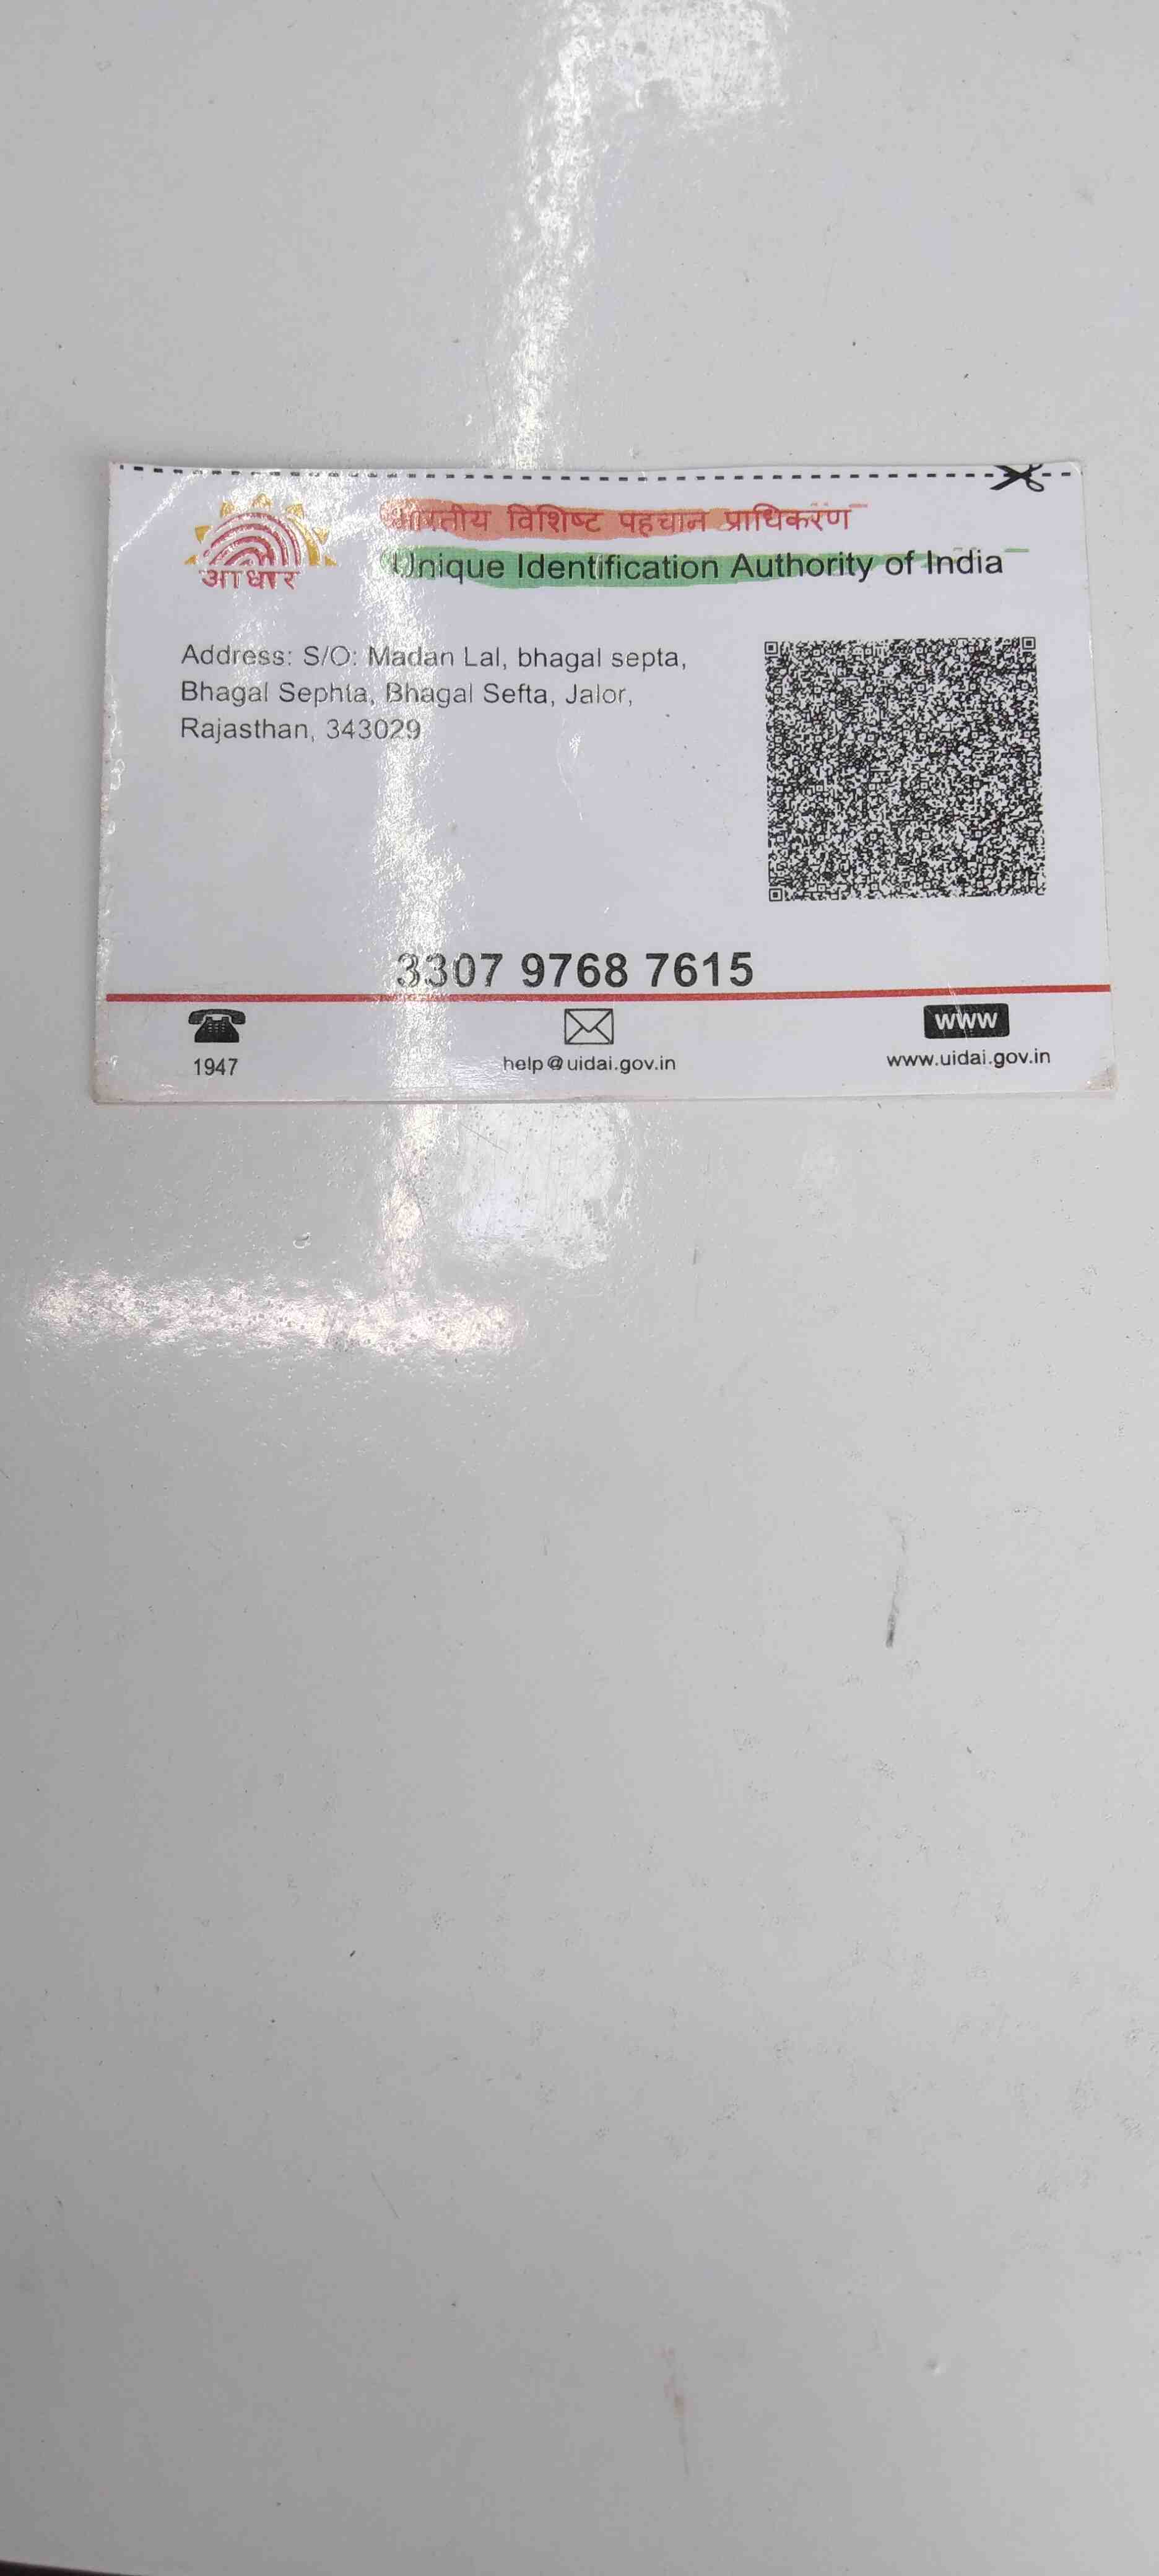 भारतीय विशिष्ट पहचान प्राधिकरण
Unique Identification Authority of India
आधार
Address: S/O: Madan Lal, bhagal septa,
Bhagal Sephta, Bhagal Sefta, Jalor,
Rajasthan, 343029
3307 9768 7615
1947
help@uidai.gov.in
www
www.uidai.gov.in